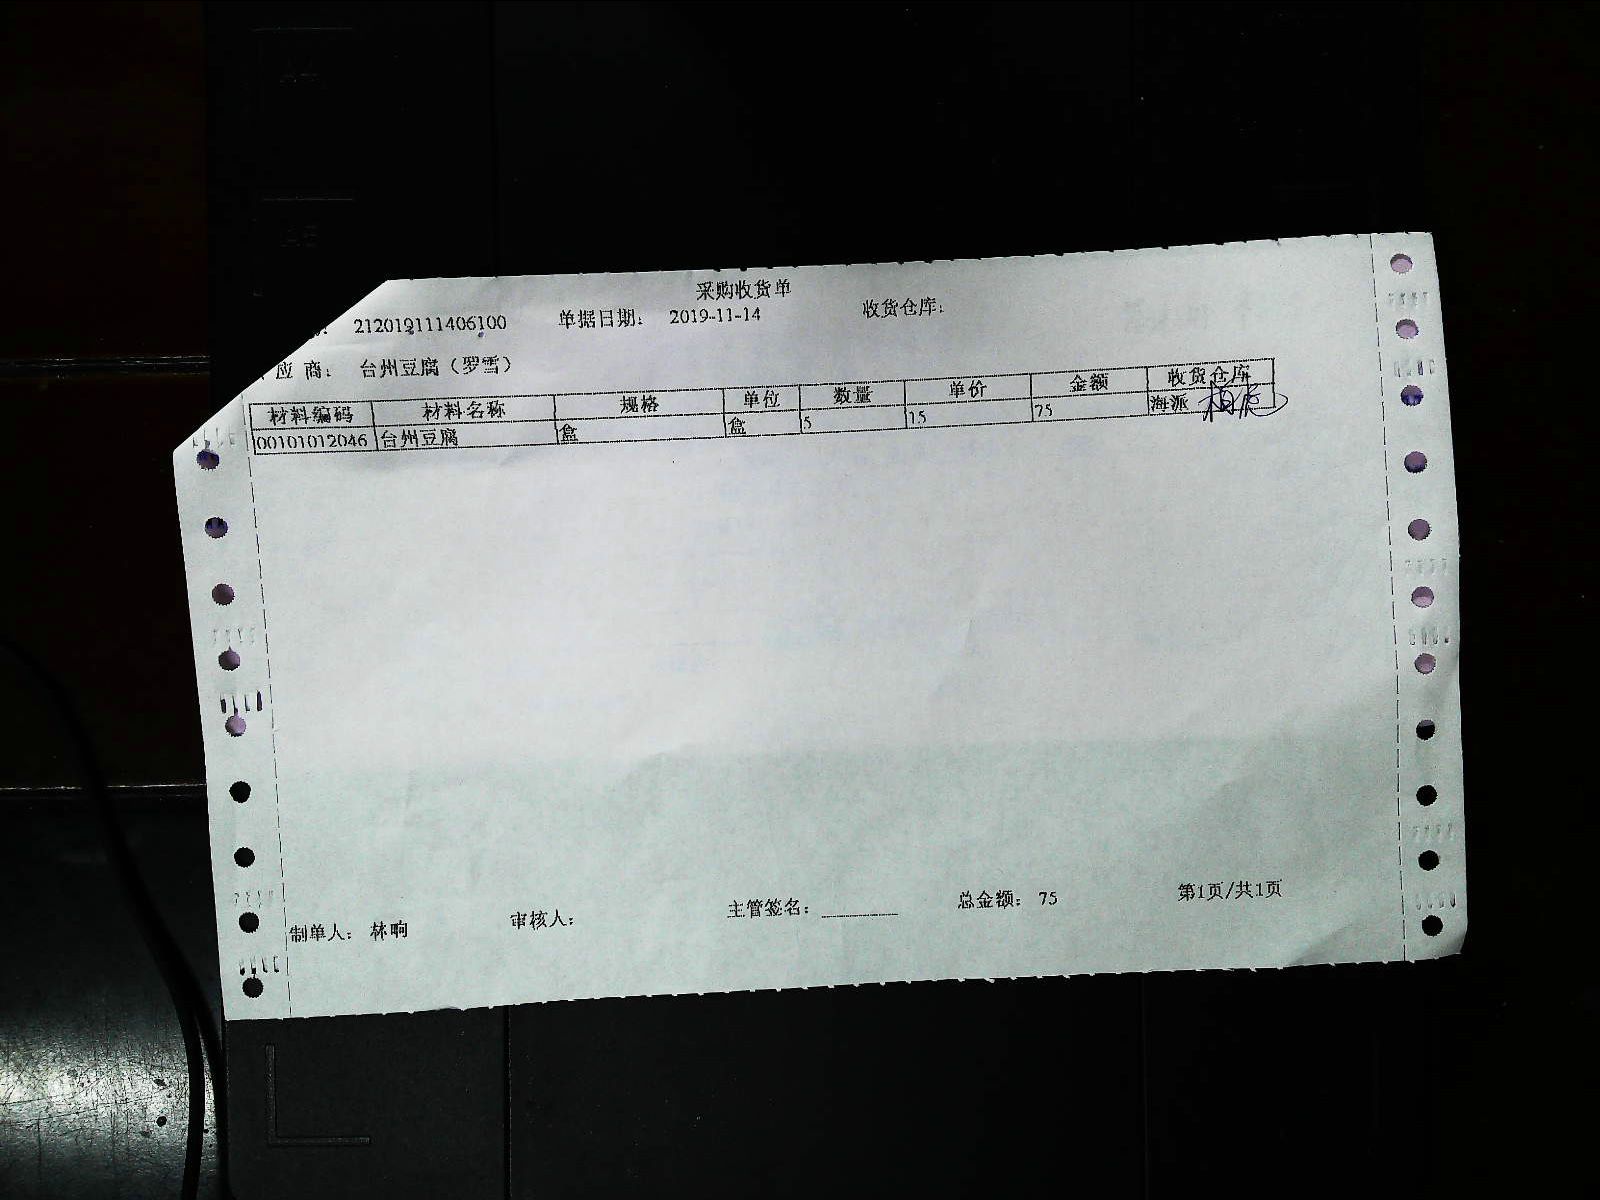 采购收货单
212019111406100 单据日期： 2019-11-14 收货仓库：
应 商： 台州豆腐（罗雪）
材料编码 材料名称 规格 单位 数量 单价 金额 收货仓库
00101012046 台州豆腐 盒 盒 5 15 75 海派
制单人： 林响 审核人： 主管签名： 总金额： 75 第1页/共1页